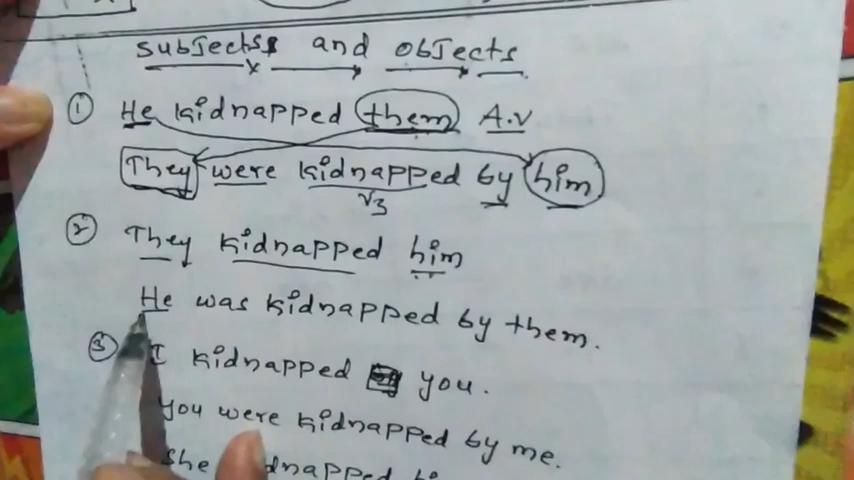 subjects and objects
① He kidnapped them A.V
They were kidnapped by him
V3
② They kidnapped him
He was kidnapped by them.
③ I kidnapped you.
you were kidnapped by me.
She